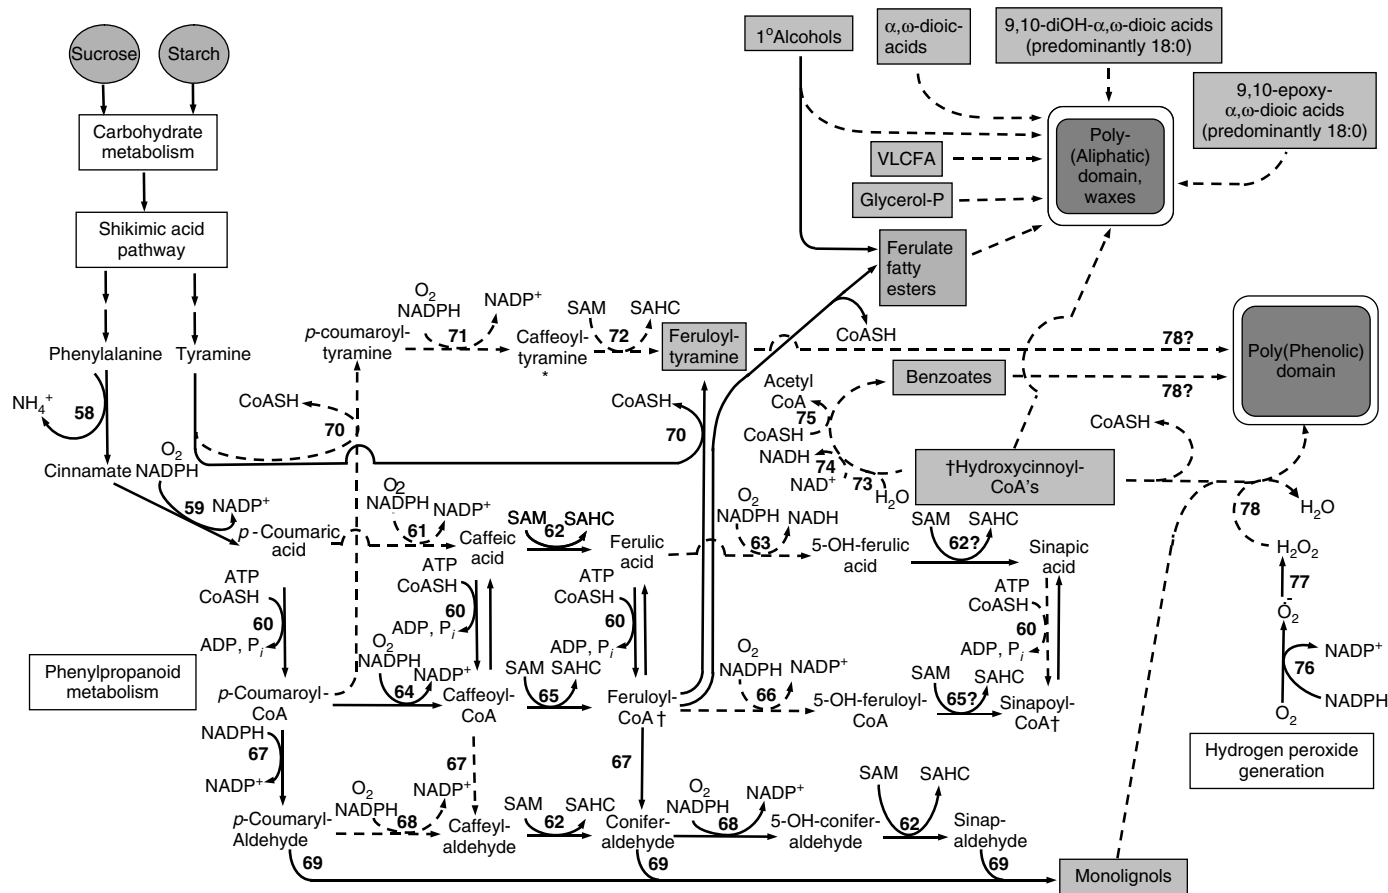 Sucrose
Starch
1°Alcohols
α,ω-dioic-
acids
9,10-diOH-α,ω-dioic acids
(predominantly 18:0)
9,10-epoxy-
α,ω-dioic acids
(predominantly 18:0)
Carbohydrate
metabolism
Poly-
(Aliphatic)
domain,
waxes
VLCFA
Glycerol-P
Shikimic acid
pathway
Ferulate
fatty
esters
O2
NADPH
NADP+
SAM
SAHC
p-coumaroyl-
tyramine
71
Caffeoyl-
tyramine
*
72
Feruloyl-
tyramine
CoASH
78?
Poly(Phenolic)
domain
Phenylalanine
Tyramine
Benzoates
78?
NH4+
58
CoASH
70
CoASH
70
Acetyl
CoA
75
CoASH
NADH
74
NAD+
73
H2O
CoASH
†Hydroxycinnoyl-
CoA's
Cinnamate
O2
NADPH
59
NADP+
p-Coumaric
acid
O2
NADPH
61
NADP+
Caffeic
acid
SAM
62
SAHC
Ferulic
acid
O2
NADPH
63
NADH
5-OH-ferulic
acid
SAM
SAHC
62?
Sinapic
acid
78
H2O
H2O2
77
O2·-
76
NADP+
NADPH
O2
Hydrogen peroxide
generation
ATP
CoASH
60
ADP, Pi
ATP
CoASH
60
ADP, Pi
ATP
CoASH
60
ADP, Pi
ATP
CoASH
60
ADP, Pi
Phenylpropanoid
metabolism
p-Coumaroyl-
CoA
O2
NADPH
64
NADP+
Caffeoyl-
CoA
SAM
SAHC
65
Feruloyl-
CoA†
O2
NADPH
66
NADP+
5-OH-feruloyl-
CoA
SAM
SAHC
65?
Sinapoyl-
CoA†
NADPH
67
NADP+
67
67
p-Coumaryl-
Aldehyde
O2
NADPH
68
NADP+
Caffeyl-
aldehyde
SAM
SAHC
62
Conifer-
aldehyde
O2
NADPH
68
NADP+
5-OH-conifer-
aldehyde
SAM
SAHC
62
Sinap-
aldehyde
69
69
69
Monolignols